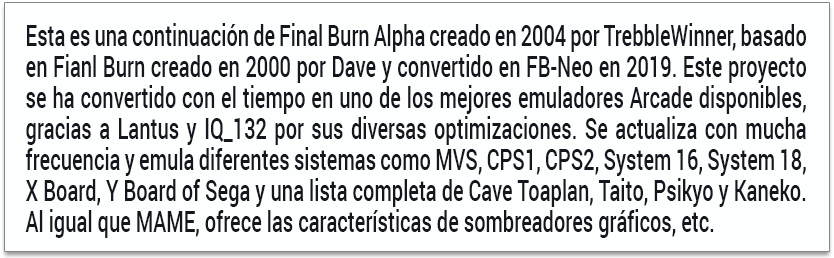 Esta es una continuación de Final Burn Alpha creado en 2004 por TrebbleWinner, basado
en Fianl Burn creado en 2000 por Dave y convertido en FB-Neo en 2019. Este proyecto
se ha convertido con el tiempo en uno de los mejores emuladores Arcade disponibles,
gracias a Lantus y IQ_132 por sus diversas optimizaciones. Se actualiza con mucha
frecuencia y emula diferentes sistemas como MVS, CPS1, CPS2, System 16, System 18,
X Board, Y Board of Sega y una lista completa de Cave Toaplan, Taito, Psikyo y Kaneko.
Al igual que MAME, ofrece las características de sombreadores gráficos, etc.